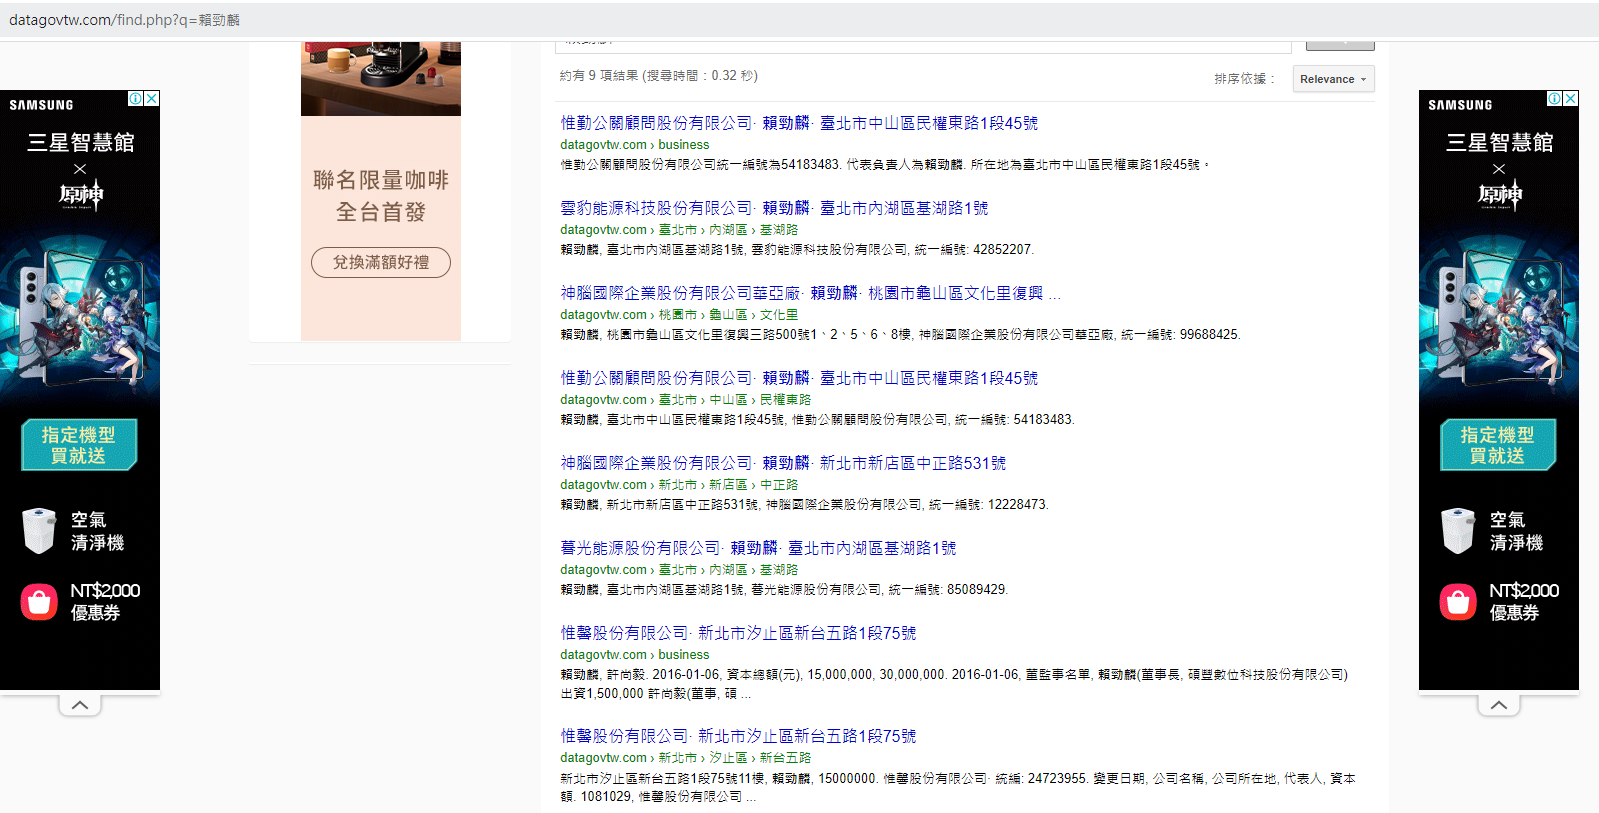 datagovtw.com/find.php?q=賴勁麟
約有 9 項結果 (搜尋時間：0.32 秒)
排序依據：
Relevance
惟勤公關顧問股份有限公司· 賴勁麟· 臺北市中山區民權東路1段45號
datagovtw.com › business
惟勤公關顧問股份有限公司統一編號為54183483. 代表負責人為賴勁麟. 所在地為臺北市中山區民權東路1段45號。
雲豹能源科技股份有限公司· 賴勁麟· 臺北市內湖區基湖路1號
datagovtw.com › 臺北市 › 內湖區 › 基湖路
賴勁麟, 臺北市內湖區基湖路1號, 雲豹能源科技股份有限公司, 統一編號: 42852207.
神腦國際企業股份有限公司華亞廠· 賴勁麟· 桃園市龜山區文化里復興 ...
datagovtw.com › 桃園市 › 龜山區 › 文化里
賴勁麟, 桃園市龜山區文化里復興三路500號1、2、5、6、8樓, 神腦國際企業股份有限公司華亞廠, 統一編號: 99688425.
惟勤公關顧問股份有限公司· 賴勁麟· 臺北市中山區民權東路1段45號
datagovtw.com › 臺北市 › 中山區 › 民權東路
賴勁麟, 臺北市中山區民權東路1段45號, 惟勤公關顧問股份有限公司, 統一編號: 54183483.
神腦國際企業股份有限公司· 賴勁麟· 新北市新店區中正路531號
datagovtw.com › 新北市 › 新店區 › 中正路
賴勁麟, 新北市新店區中正路531號, 神腦國際企業股份有限公司, 統一編號: 12228473.
暮光能源股份有限公司· 賴勁麟· 臺北市內湖區基湖路1號
datagovtw.com › 臺北市 › 內湖區 › 基湖路
賴勁麟, 臺北市內湖區基湖路1號, 暮光能源股份有限公司, 統一編號: 85089429.
惟馨股份有限公司· 新北市汐止區新台五路1段75號
datagovtw.com › business
賴勁麟, 許尚毅. 2016-01-06, 資本總額(元), 15,000,000, 30,000,000. 2016-01-06, 董監事名單, 賴勁麟(董事長, 碩豐數位科技股份有限公司)
出資1,500,000 許尚毅(董事, 碩 ...
惟馨股份有限公司· 新北市汐止區新台五路1段75號
datagovtw.com › 新北市 › 汐止區 › 新台五路
新北市汐止區新台五路1段75號11樓, 賴勁麟, 15000000. 惟馨股份有限公司· 統編: 24723955. 變更日期, 公司名稱, 公司所在地, 代表人, 資本
額. 1081029, 惟馨股份有限公司 ...
聯名限量咖啡
全台首發
兌換滿額好禮
SAMSUNG
三星智慧館
×
原神
指定機型
買就送
空氣
清淨機
NT$2,000
優惠券
SAMSUNG
三星智慧館
×
原神
指定機型
買就送
空氣
清淨機
NT$2,000
優惠券